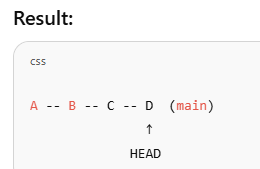 Result:
css
A -- B -- C -- D (main)
↑
HEAD